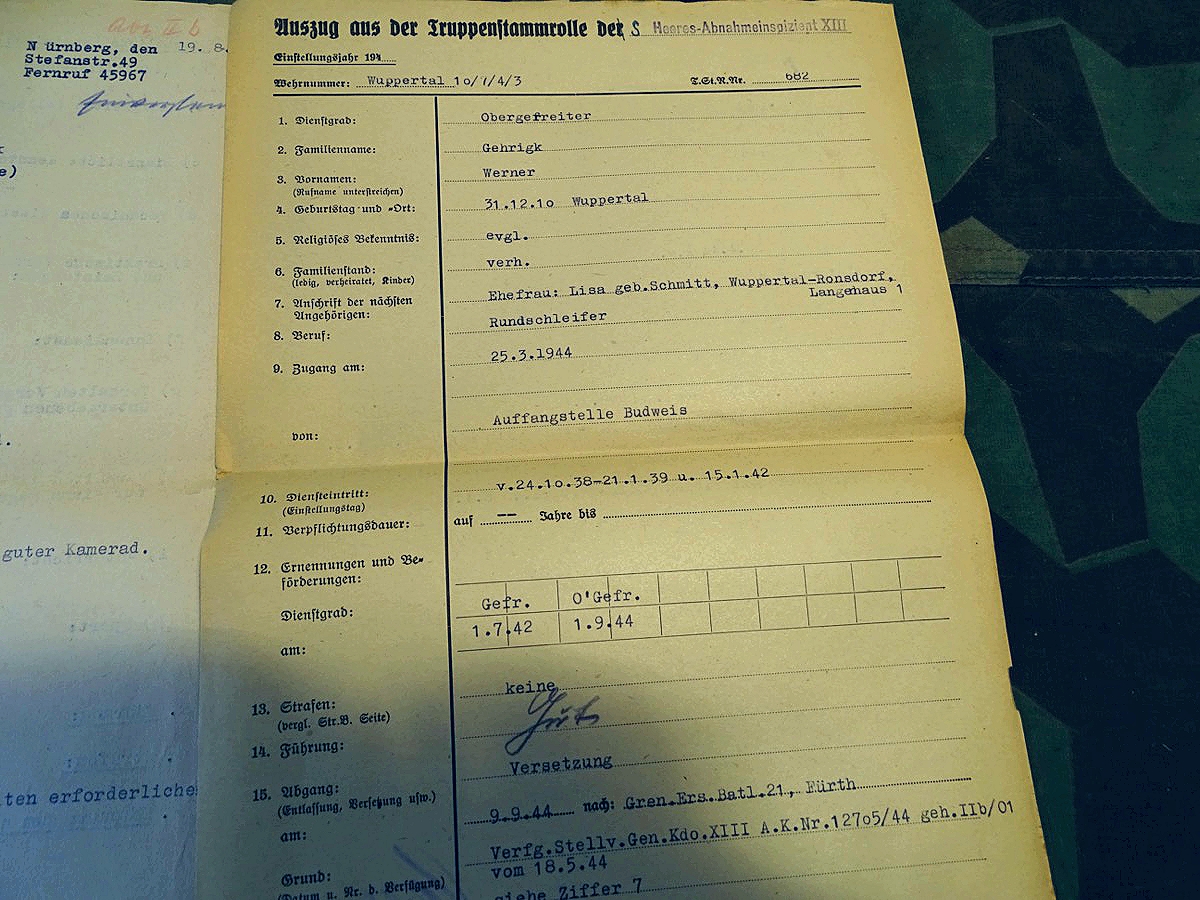 Abt II b
Nürnberg, den 19. 8.
Stefanstr.49
Fernruf 45967
e)
guter Kamerad.
ten erforderliche
Auszug aus der Truppenstammrolle der S Heeres-Abnahmeinspizient XIII
Einstellungsjahr 194
Wehrnummer: Wuppertal 1o/7/4/3 T.St.R.Nr. 682
1. Dienstgrad: Obergefreiter
2. Familienname: Gehrigk
3. Vornamen: Werner
(Rufname unterstreichen)
4. Geburtstag und -Ort: 31.12.1o Wuppertal
5. Religiöses Bekenntnis: evgl.
6. Familienstand: verh.
(ledig, verheiratet, Kinder)
7. Anschrift der nächsten Angehörigen: Ehefrau: Lisa geb.Schmitt, Wuppertal-Ronsdorf,
Langehaus 1
8. Beruf: Rundschleifer
9. Zugang am: 25.3.1944
von: Auffangstelle Budweis
10. Diensteintritt: v.24.1o.38-21.1.39 u. 15.1.42
(Einstellungstag)
11. Verpflichtungsdauer: auf -- Jahre bis
12. Ernennungen und Be-
förderungen:
Dienstgrad: Gefr. O'Gefr.
am: 1.7.42 1.9.44
13. Strafen: keine
(vergl. Str.B. Seite)
14. Führung: Gut
15. Abgang: Versetzung
(Entlassung, Versetzung usw.)
am: 9.9.44 nach: Gren.Ers.Batl.21, Fürth
Grund: Verfg.Stellv.Gen.Kdo.XIII A.K.Nr.127o5/44 geh.IIb/01
(Datum u. Nr. d. Verfügung) vom 18.5.44
siehe Ziffer 7